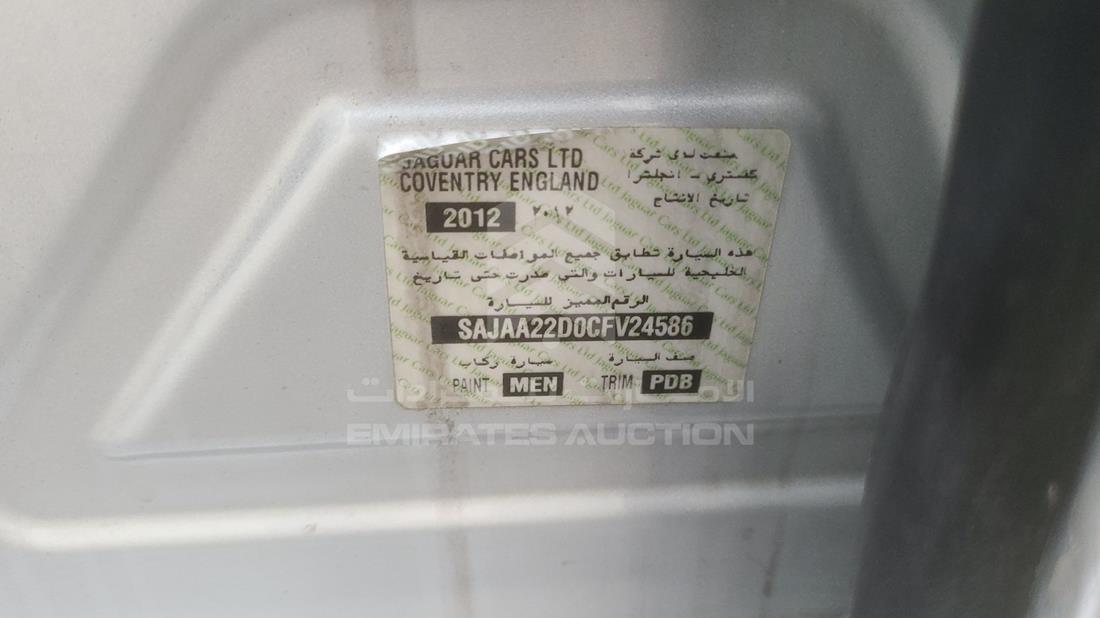 JAGUAR CARS LTD
COVENTRY ENGLAND
2012 ٢٠١٢
صنعت لدى شركة
كفنتري - انجلترا
تاريخ الانتاج
هذه السيارة تطابق جميع المواصفات القياسية
الخليجية للسيارات والتي صدرت حتى تاريخ
الرقم المميز للسيارة
SAJAA22D0CFV24586
سيارة ركاب صنف السيارة
PAINT MEN TRIM PDB
الإمارات للمزادات
EMIRATES AUCTION